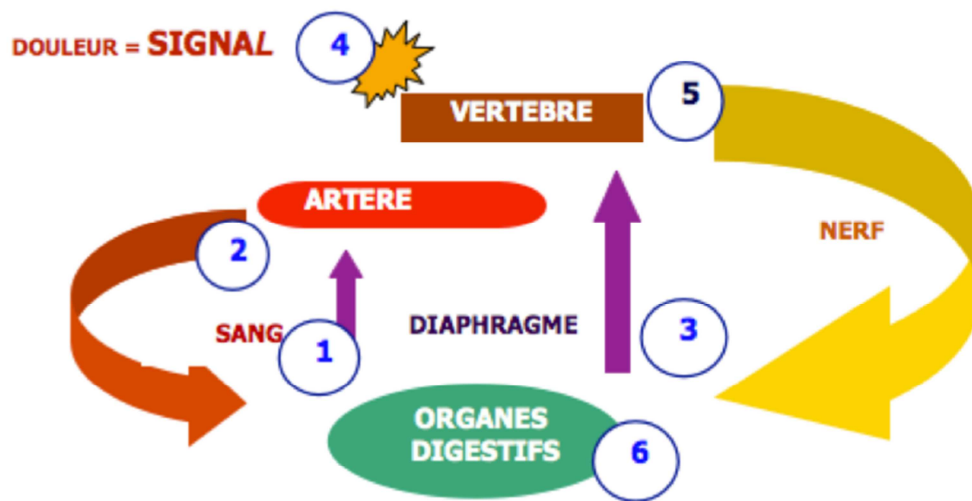 DOULEUR = SIGNAL
4
VERTEBRE
5
ARTERE
2
NERF
SANG
1
DIAPHRAGME
3
ORGANES
DIGESTIFS
6